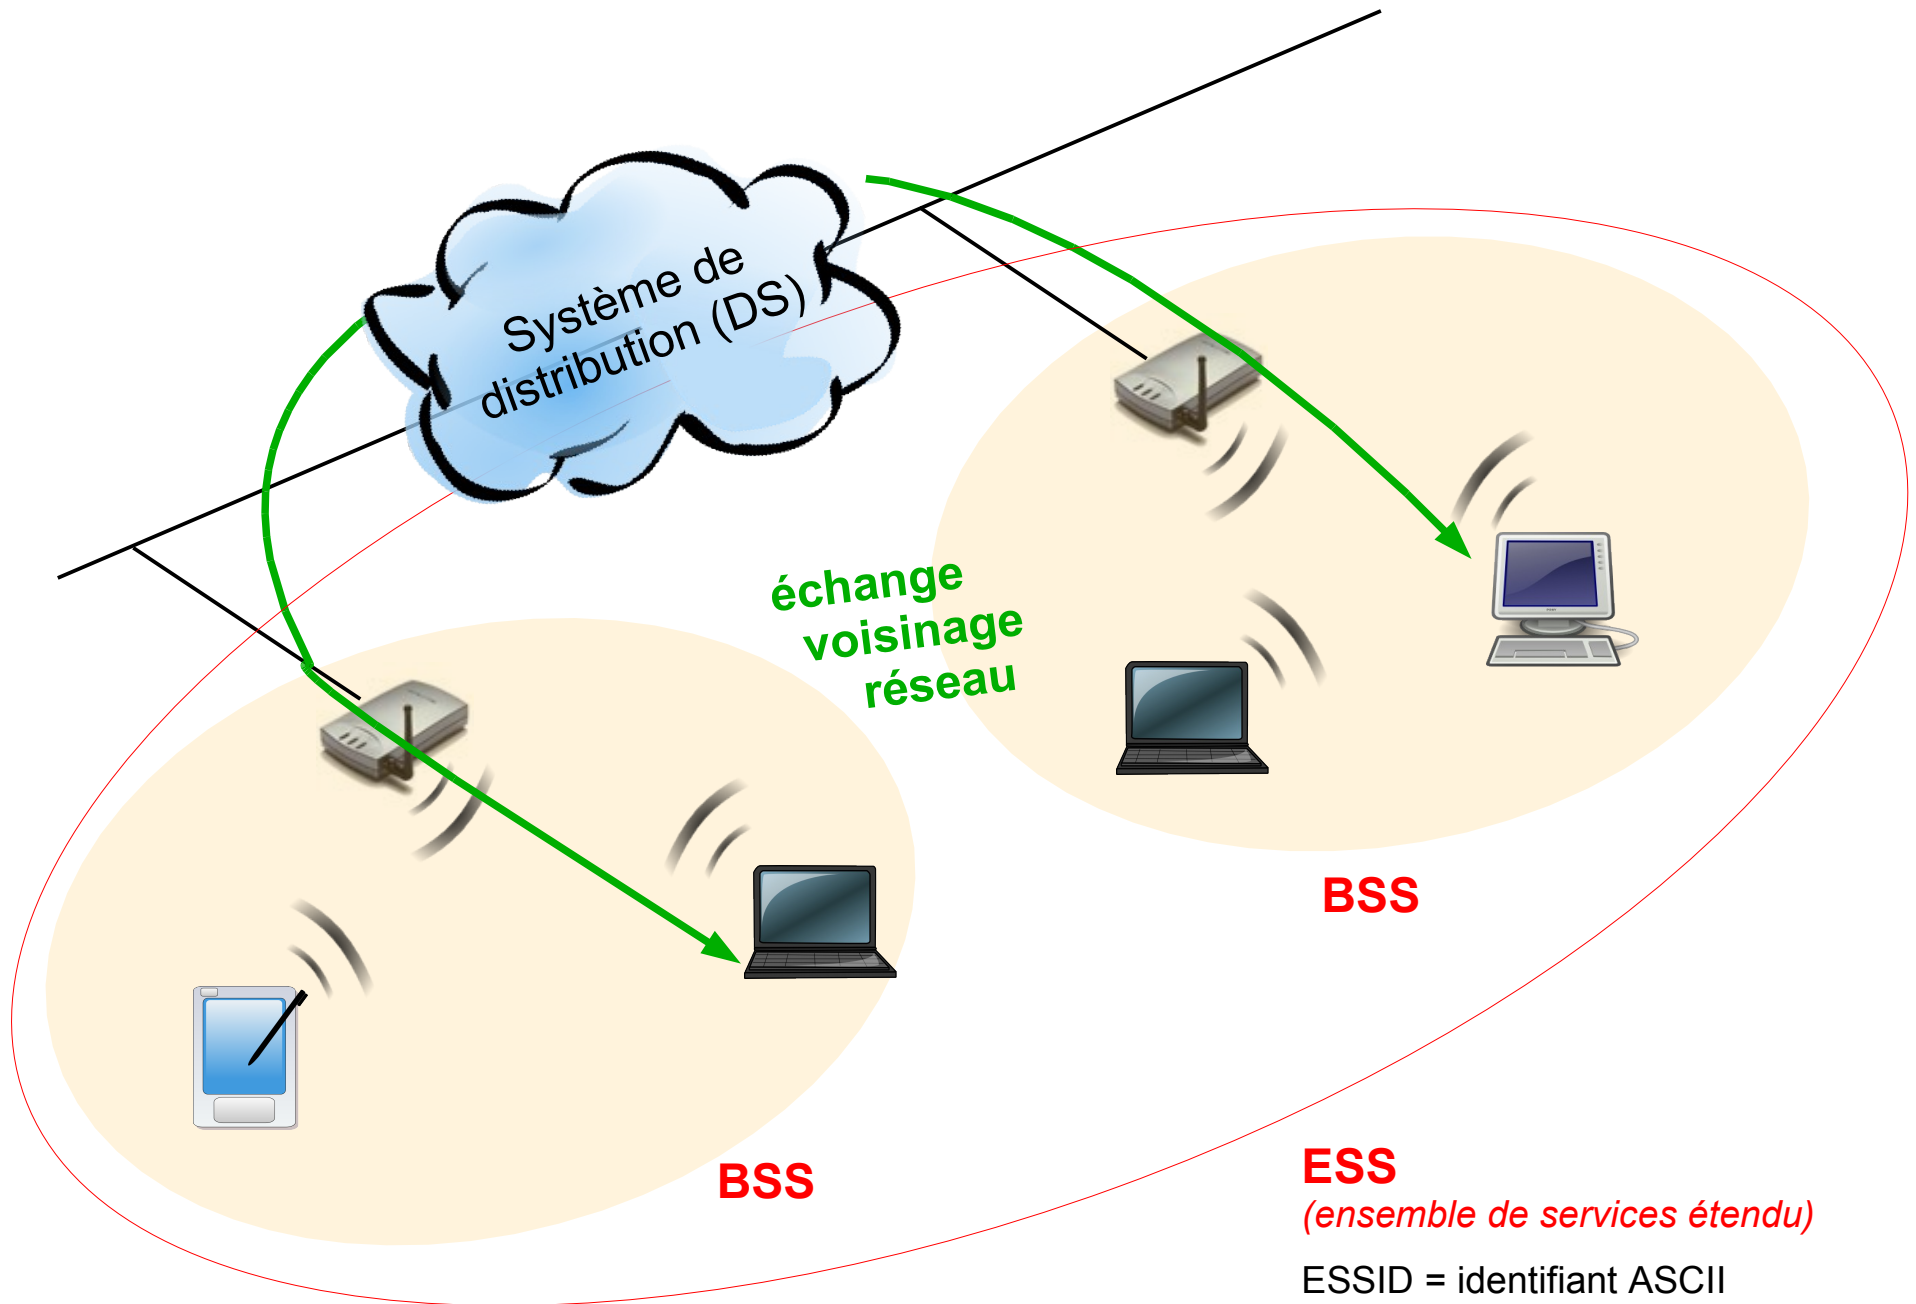 Système de
distribution (DS)
échange
voisinage
réseau
BSS
BSS
ESS
(ensemble de services étendu)
ESSID = identifiant ASCII